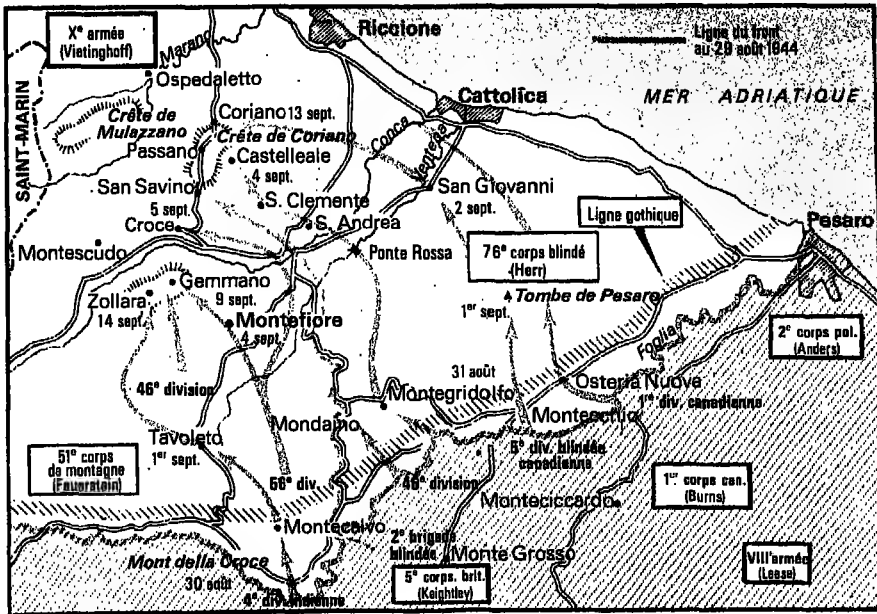 Xe armée
(Vietinghoff)
Riccione
Ligne du front
au 29 août 1944
Marano
Ospedaletto
MER ADRIATIQUE
Cattolica
SAINT-MARIN
Crête de
Mulazzano
Coriano 13 sept.
Crête de Coriano
Passano
Castelleale
4 sept.
Conca
Ventena
San Savino
5 sept.
San Giovanni
2 sept.
S. Clemente
S. Andrea
Croce
Ligne gothique
Pesaro
Montescudo
Ponte Rossa
76e corps blindé
(Herr)
Gemmano
9 sept.
Zollara
14 sept.
Tombe de Pesaro
1er sept.
Montefiore
4 sept.
Foglia
2e corps pol.
(Anders)
31 août
46e division
Montegridolfo
Osteria Nuova
1re div. canadienne
Mondaino
Montecchio
Tavoleto
1er sept.
5e div. blindée
canadienne
51e corps
de montagne
(Feuerstein)
56e div.
46e division
1er corps can.
(Burns)
Monteciccardo
Montecalvo
2e brigade
blindée
Monte Grosso
Mont della Croce
30 août
VIIIe armée
(Leese)
5e corps. brit.
(Keightley)
4e div. indienne